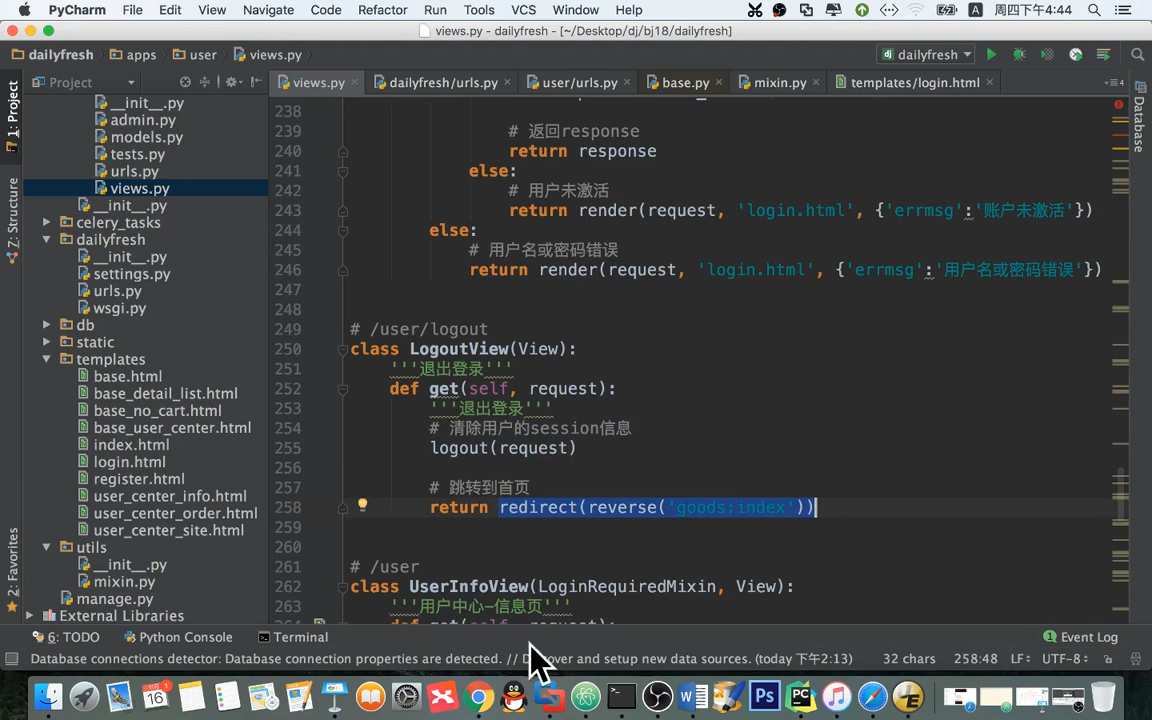 PyCharm File Edit View Navigate Code Refactor Run Tools VCS Window Help 周四下午4:44
views.py - dailyfresh - [~/Desktop/dj/bj18/dailyfresh]
dailyfresh apps user views.py dailyfresh
Project views.py dailyfresh/urls.py user/urls.py base.py mixin.py templates/login.html
1: Project
7: Structure
2: Favorites
Database
__init__.py
admin.py
models.py
tests.py
urls.py
views.py
__init__.py
celery_tasks
dailyfresh
__init__.py
settings.py
urls.py
wsgi.py
db
static
templates
base.html
base_detail_list.html
base_no_cart.html
base_user_center.html
index.html
login.html
register.html
user_center_info.html
user_center_order.html
user_center_site.html
utils
__init__.py
mixin.py
manage.py
External Libraries
238
239 # 返回response
240 return response
241 else:
242 # 用户未激活
243 return render(request, 'login.html', {'errmsg':'账户未激活'})
244 else:
245 # 用户名或密码错误
246 return render(request, 'login.html', {'errmsg':'用户名或密码错误'})
247
248
249 # /user/logout
250 class LogoutView(View):
251 '''退出登录'''
252 def get(self, request):
253 '''退出登录'''
254 # 清除用户的session信息
255 logout(request)
256
257 # 跳转到首页
258 return redirect(reverse('goods:index'))
259
260
261 # /user
262 class UserInfoView(LoginRequiredMixin, View):
263 '''用户中心-信息页'''
6: TODO Python Console Terminal 1 Event Log
Database connections detector: Database connection properties are detected. // and setup new data sources. (today 下午2:13) 32 chars 258:48 LF UTF-8